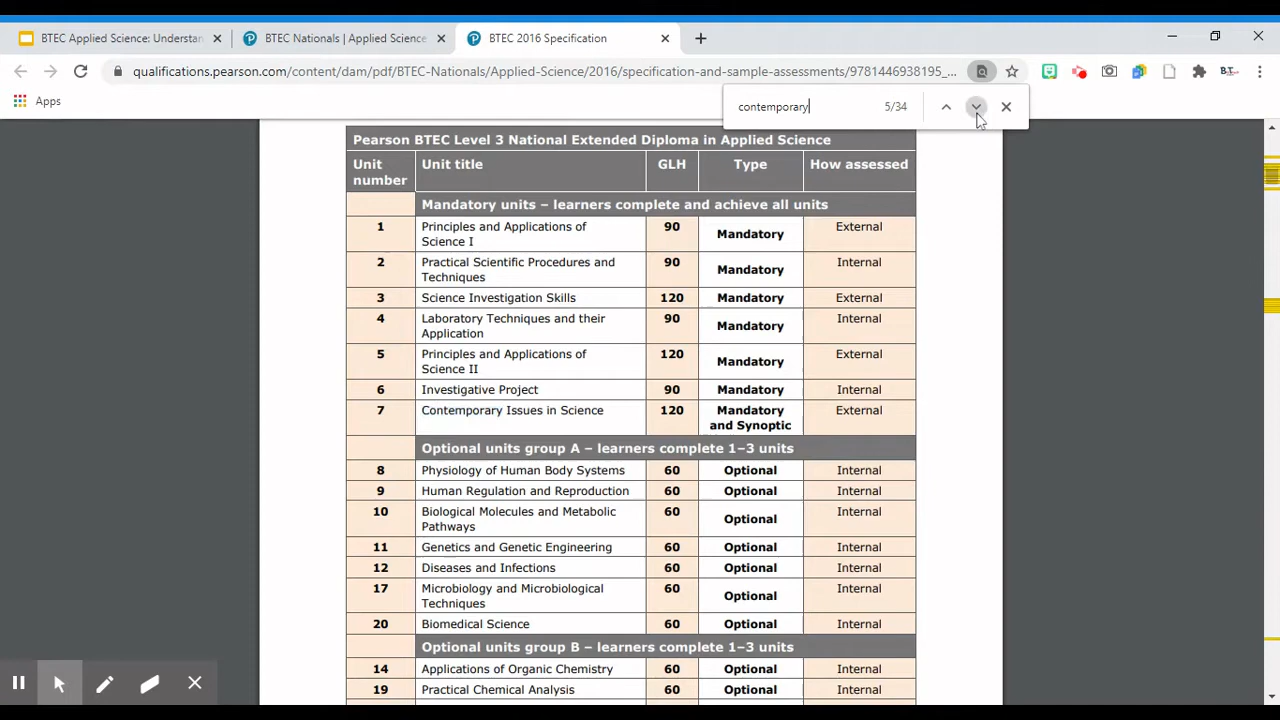 BTEC Applied Science: Understan
BTEC Nationals | Applied Science
BTEC 2016 Specification
qualifications.pearson.com/content/dam/pdf/BTEC-Nationals/Applied-Science/2016/specification-and-sample-assessments/9781446938195_...
Apps
contemporary 5/34
Pearson BTEC Level 3 National Extended Diploma in Applied Science
Unit number Unit title GLH Type How assessed
Mandatory units – learners complete and achieve all units
1 Principles and Applications of Science I 90 Mandatory External
2 Practical Scientific Procedures and Techniques 90 Mandatory Internal
3 Science Investigation Skills 120 Mandatory External
4 Laboratory Techniques and their Application 90 Mandatory Internal
5 Principles and Applications of Science II 120 Mandatory External
6 Investigative Project 90 Mandatory Internal
7 Contemporary Issues in Science 120 Mandatory and Synoptic External
Optional units group A – learners complete 1–3 units
8 Physiology of Human Body Systems 60 Optional Internal
9 Human Regulation and Reproduction 60 Optional Internal
10 Biological Molecules and Metabolic Pathways 60 Optional Internal
11 Genetics and Genetic Engineering 60 Optional Internal
12 Diseases and Infections 60 Optional Internal
17 Microbiology and Microbiological Techniques 60 Optional Internal
20 Biomedical Science 60 Optional Internal
Optional units group B – learners complete 1–3 units
14 Applications of Organic Chemistry 60 Optional Internal
19 Practical Chemical Analysis 60 Optional Internal